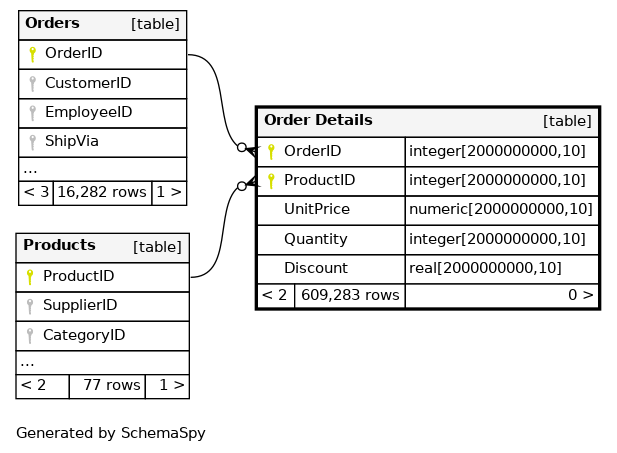 Orders [table]
OrderID
CustomerID
EmployeeID
ShipVia
...
< 3 16,282 rows 1 >
Products [table]
ProductID
SupplierID
CategoryID
...
< 2 77 rows 1 >
Order Details [table]
OrderID integer[2000000000,10]
ProductID integer[2000000000,10]
UnitPrice numeric[2000000000,10]
Quantity integer[2000000000,10]
Discount real[2000000000,10]
< 2 609,283 rows 0 >
Generated by SchemaSpy